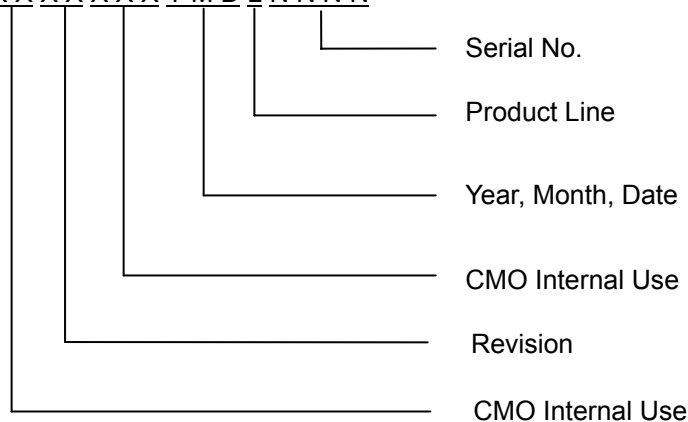 Serial No.
Product Line
Year, Month, Date
CMO Internal Use
Revision
CMO Internal Use